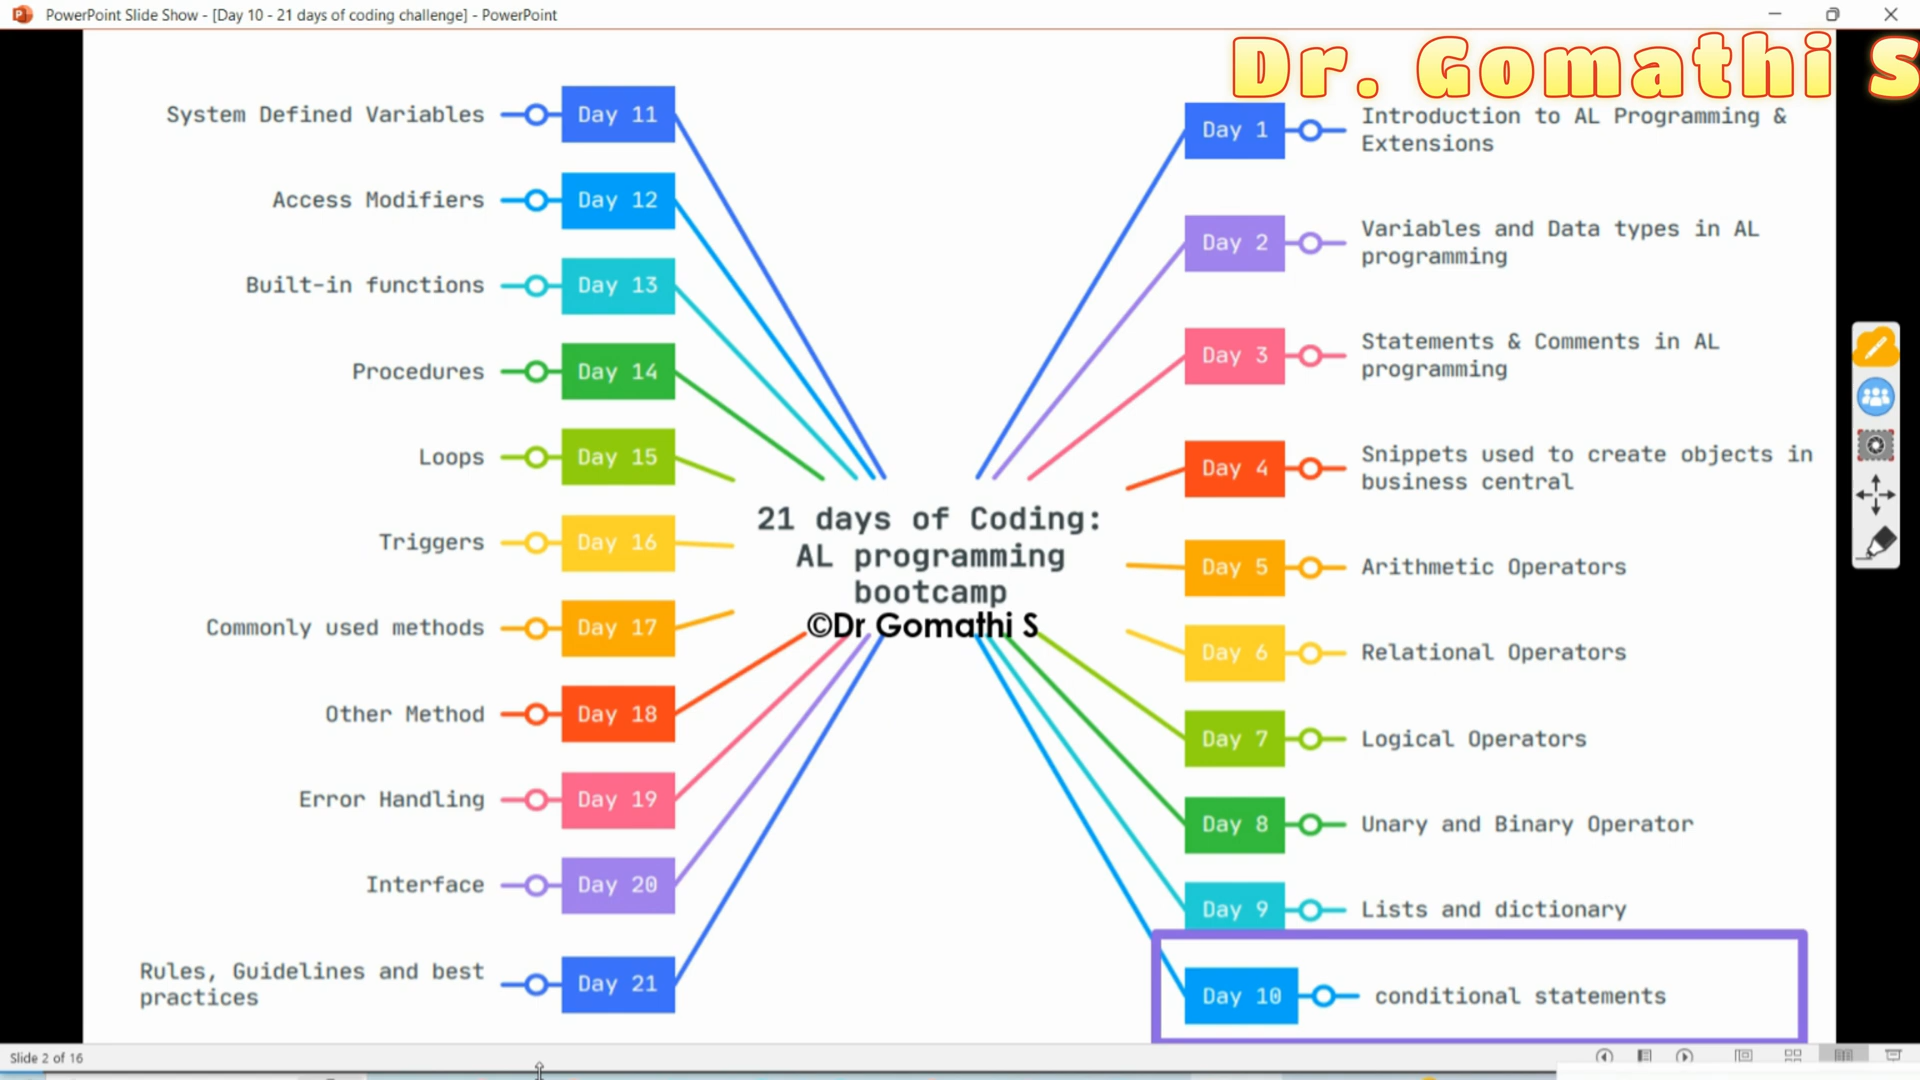 PowerPoint Slide Show - [Day 10 - 21 days of coding challenge] - PowerPoint
Dr. Gomathi S
System Defined Variables Day 11
Access Modifiers Day 12
Built-in functions Day 13
Procedures Day 14
Loops Day 15
Triggers Day 16
Commonly used methods Day 17
Other Method Day 18
Error Handling Day 19
Interface Day 20
Rules, Guidelines and best
practices
Day 21
21 days of Coding:
AL programming
bootcamp
©Dr Gomathi S
Day 1
Introduction to AL Programming &
Extensions
Day 2
Variables and Data types in AL
programming
Day 3
Statements & Comments in AL
programming
Day 4
Snippets used to create objects in
business central
Day 5 Arithmetic Operators
Day 6 Relational Operators
Day 7 Logical Operators
Day 8 Unary and Binary Operator
Day 9 Lists and dictionary
Day 10 conditional statements
Slide 2 of 16